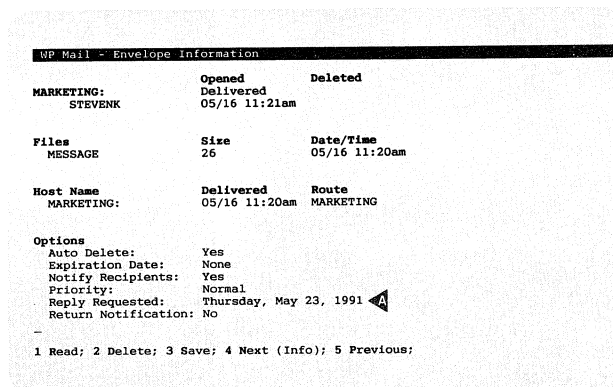 WP Mail - Envelope Information
Opened Deleted
MARKETING: Delivered
STEVENK 05/16 11:21am
Files Size Date/Time
MESSAGE 26 05/16 11:20am
Host Name Delivered Route
MARKETING: 05/16 11:20am MARKETING
Options
Auto Delete: Yes
Expiration Date: None
Notify Recipients: Yes
Priority: Normal
Reply Requested: Thursday, May 23, 1991 A
Return Notification: No
1 Read; 2 Delete; 3 Save; 4 Next (Info); 5 Previous;